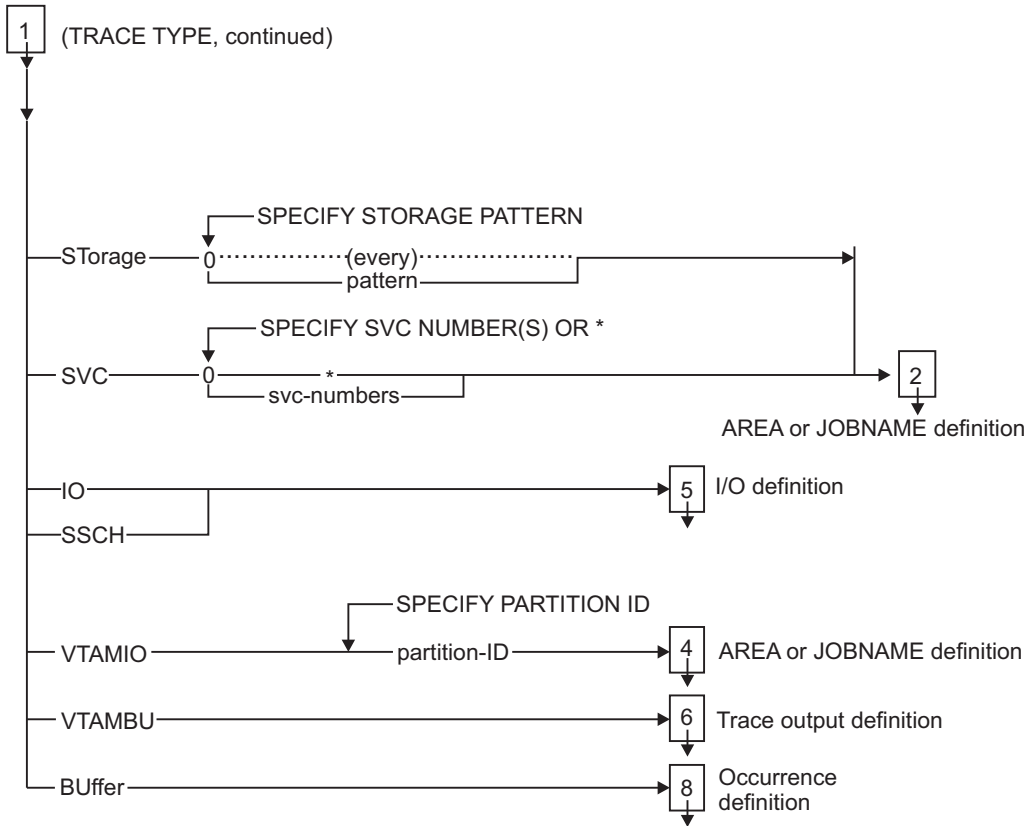 1 (TRACE TYPE, continued)
SPECIFY STORAGE PATTERN
STorage 0 (every)
pattern
SPECIFY SVC NUMBER(S) OR *
SVC 0 *
svc-numbers
2
AREA or JOBNAME definition
IO 5 I/O definition
SSCH
SPECIFY PARTITION ID
VTAMIO partition-ID 4 AREA or JOBNAME definition
VTAMBU 6 Trace output definition
BUffer 8 Occurrence
definition